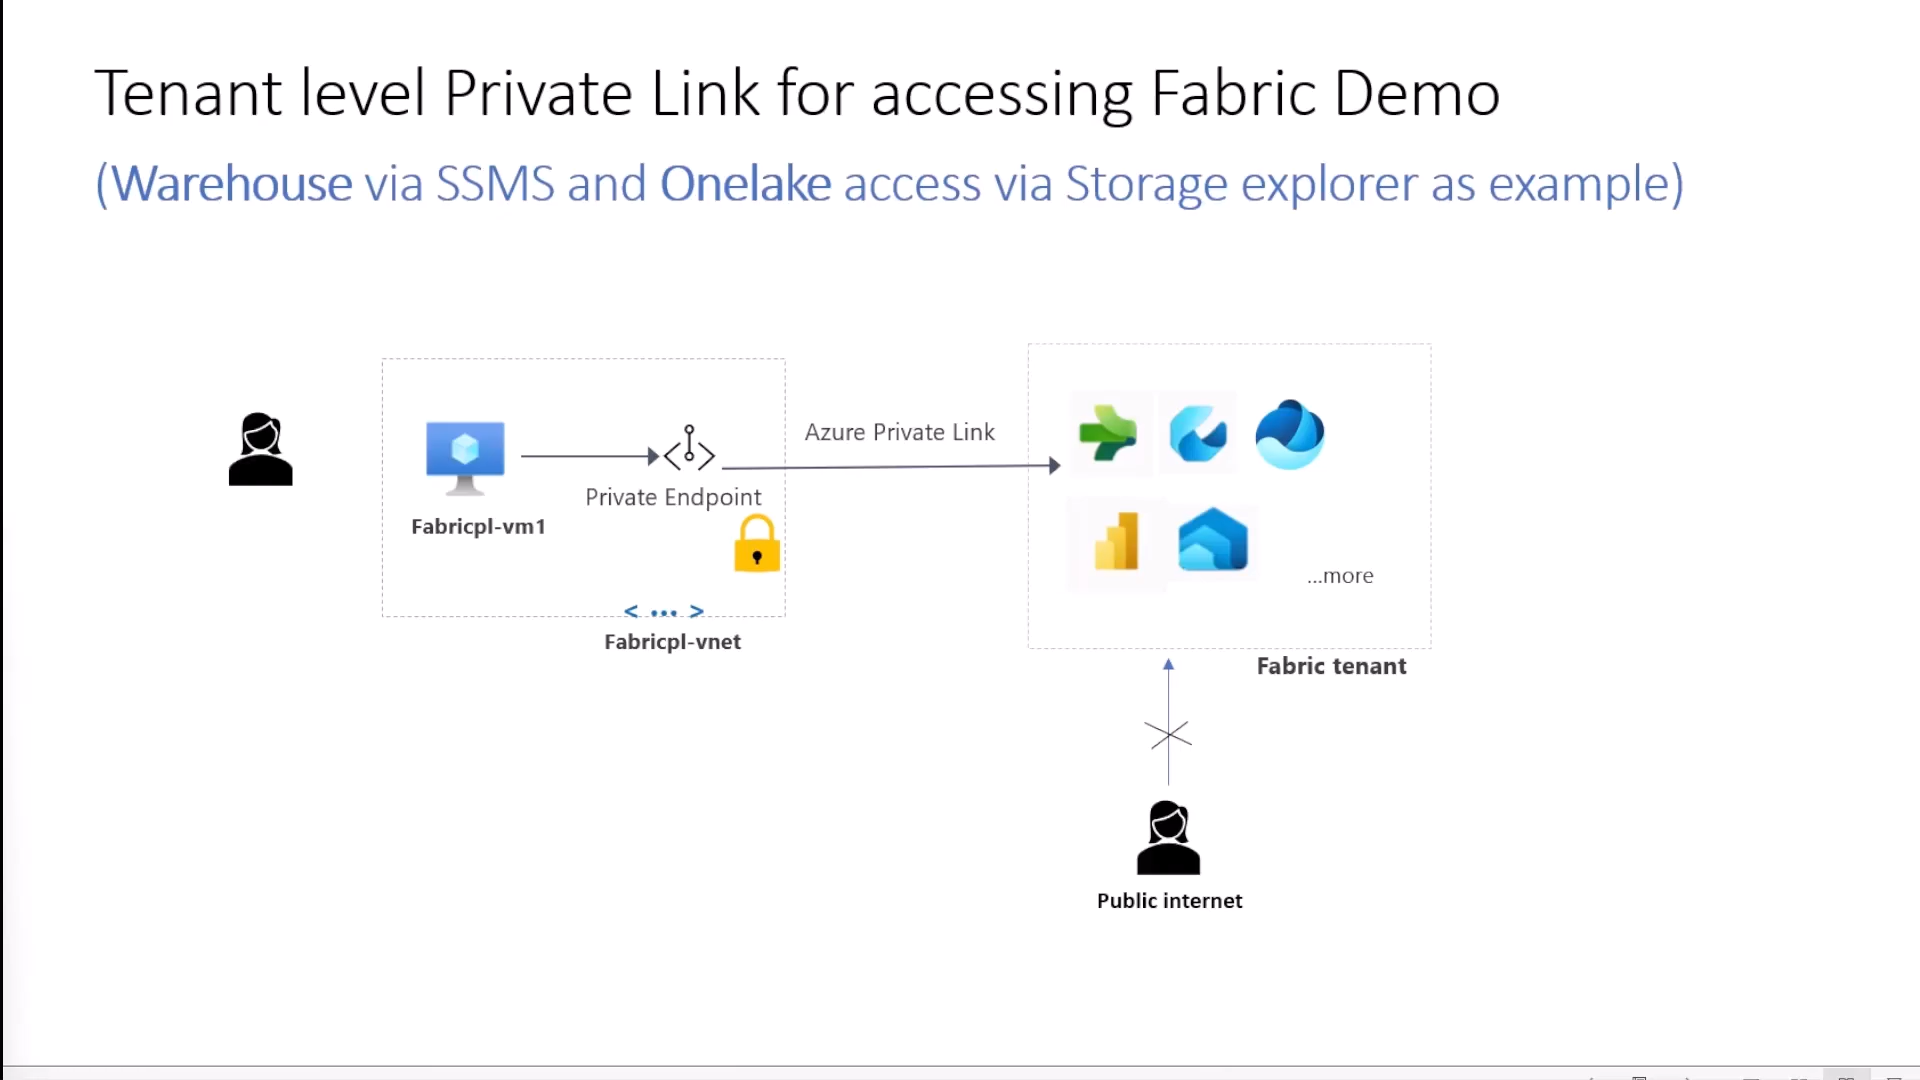 Tenant level Private Link for accessing Fabric Demo
(Warehouse via SSMS and Onelake access via Storage explorer as example)
Azure Private Link
Private Endpoint
Fabricpl-vm1
...more
< ... >
Fabricpl-vnet
Fabric tenant
Public internet